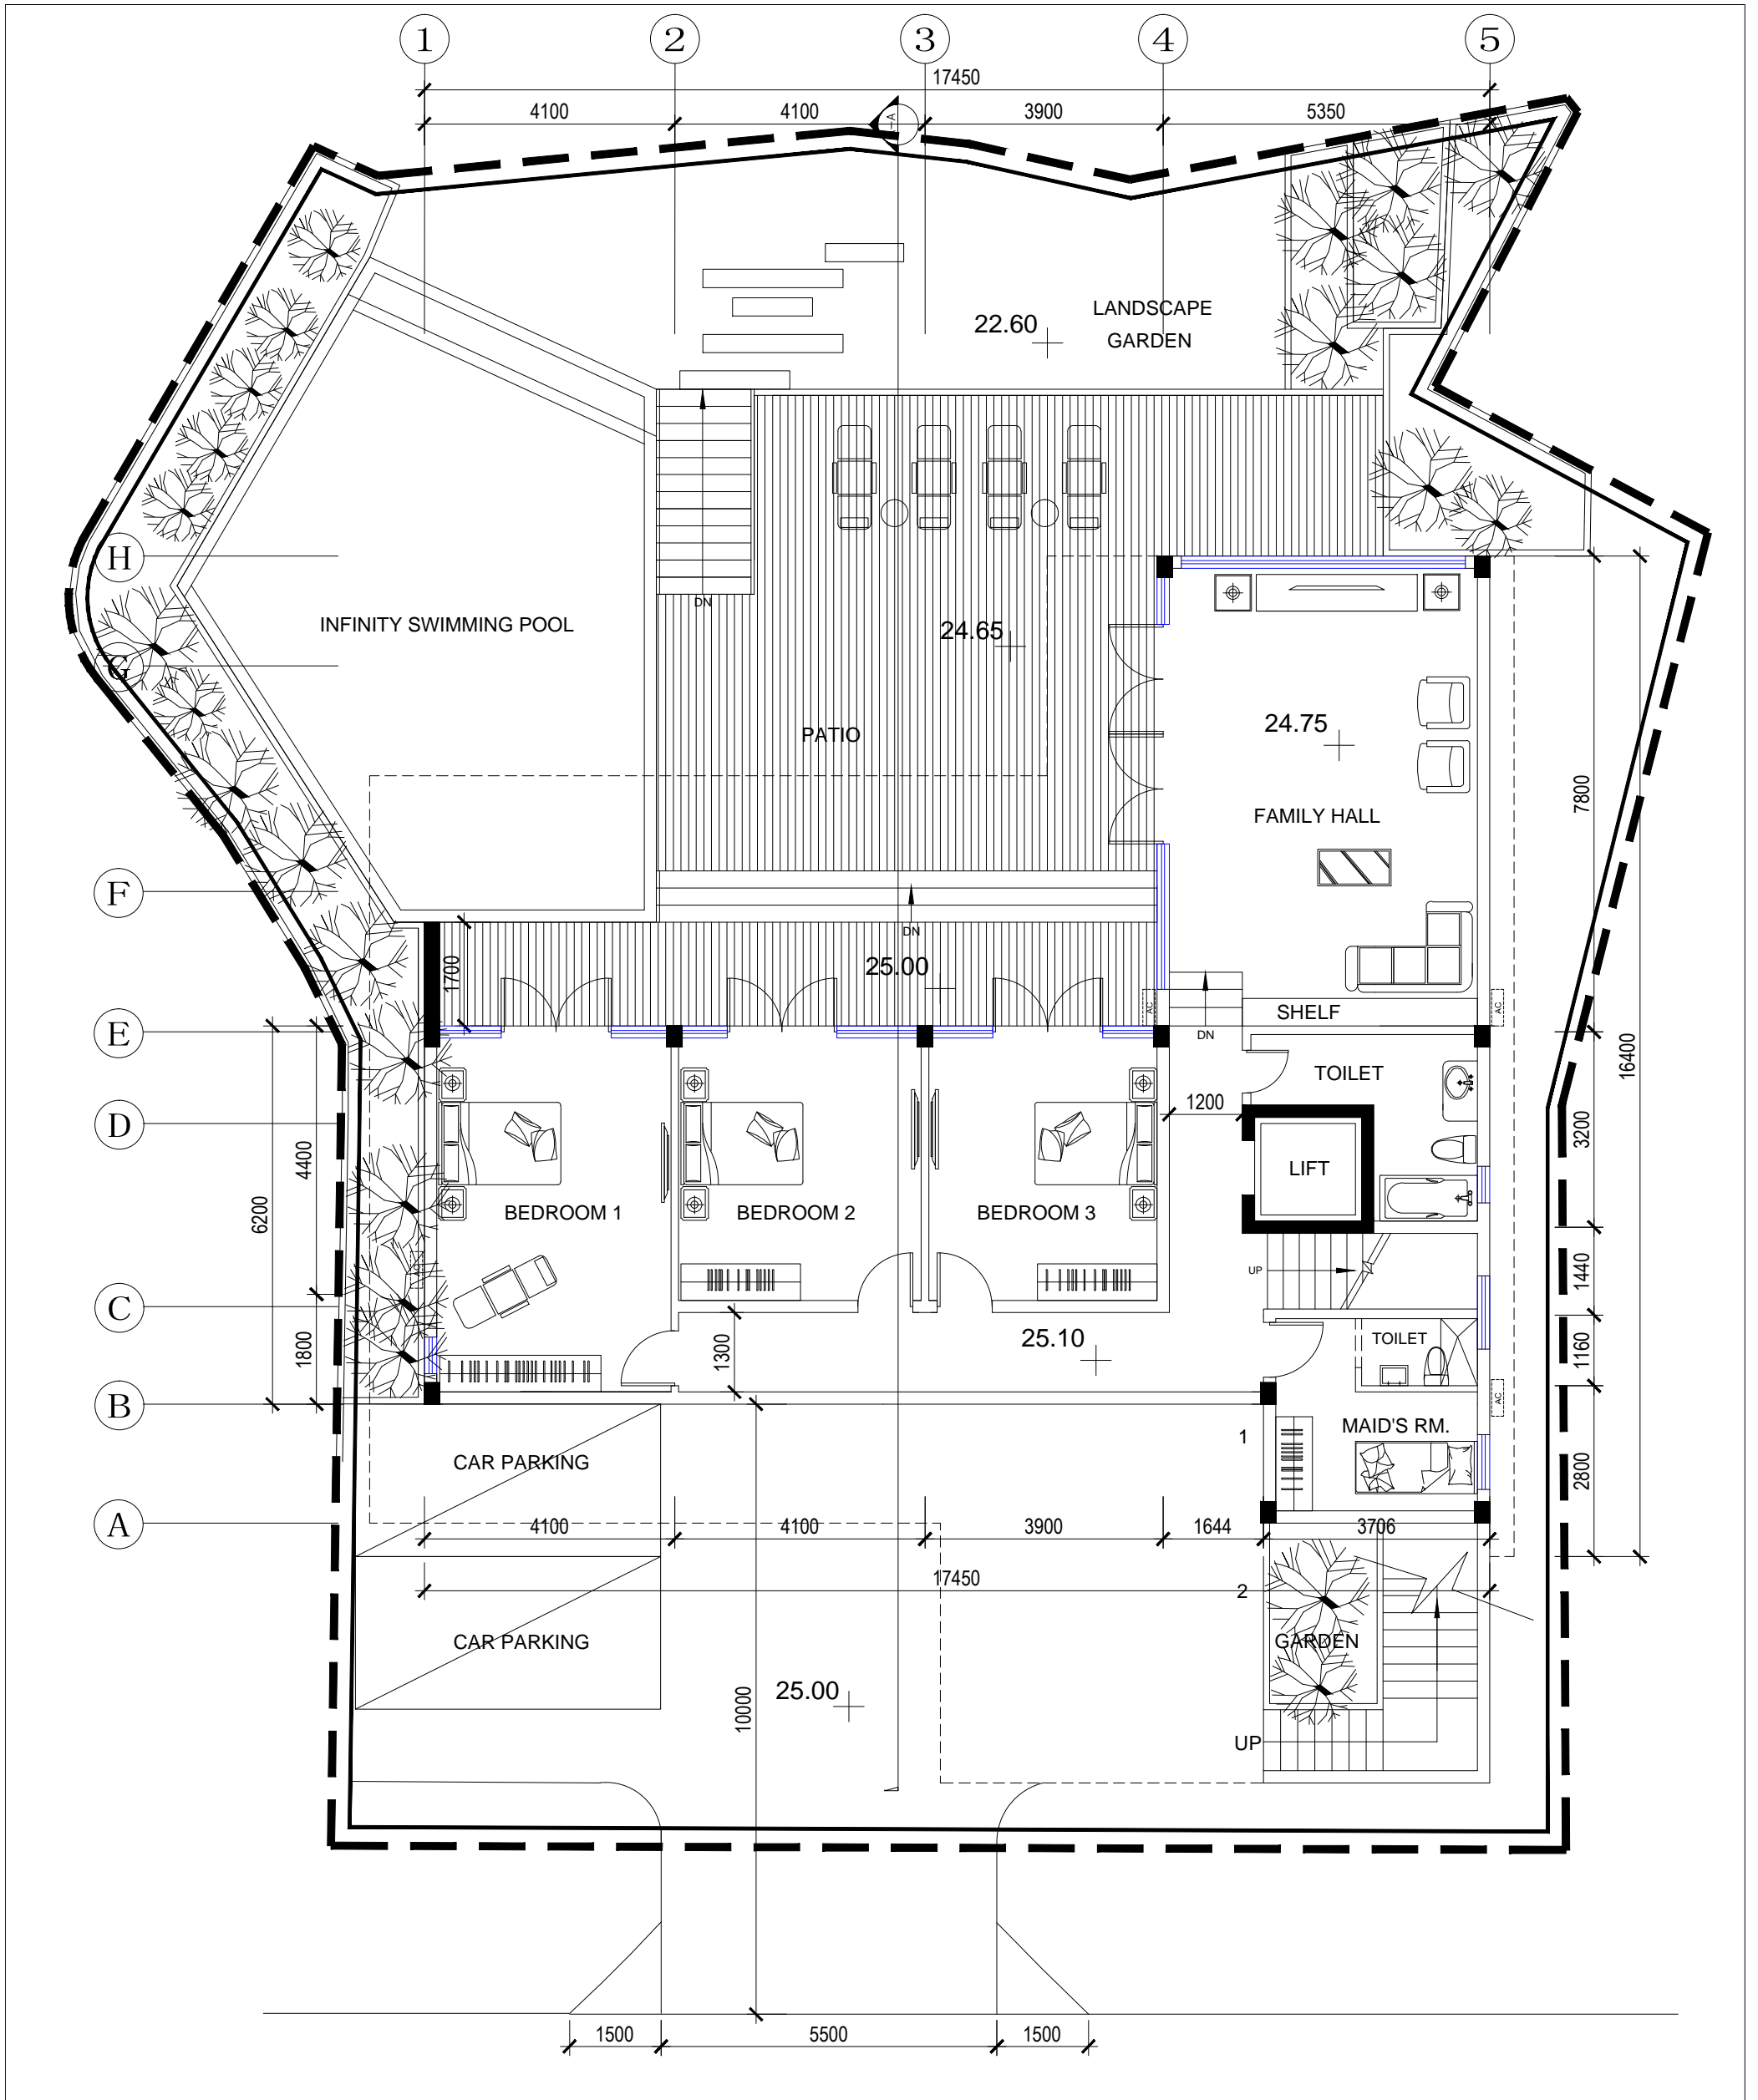 1 2 3 4 5
17450
4100 4100 3900 5350
A
LANDSCAPE
GARDEN
22.60
H
DN
INFINITY SWIMMING POOL
24.65
G
24.75
PATIO
7800
FAMILY HALL
F
DN
1700
25.00
AC
AC
SHELF
E
DN
TOILET
16400
1200
D
3200
4400
LIFT
6200
BEDROOM 1 BEDROOM 2 BEDROOM 3
UP
1440
C
1800
1300
25.10
TOILET
1160
AC
B
MAID'S RM.
1
CAR PARKING
2800
A
4100 4100 3900 1644 3706
17450
2
CAR PARKING
GARDEN
25.00
10000
UP
1500 5500 1500